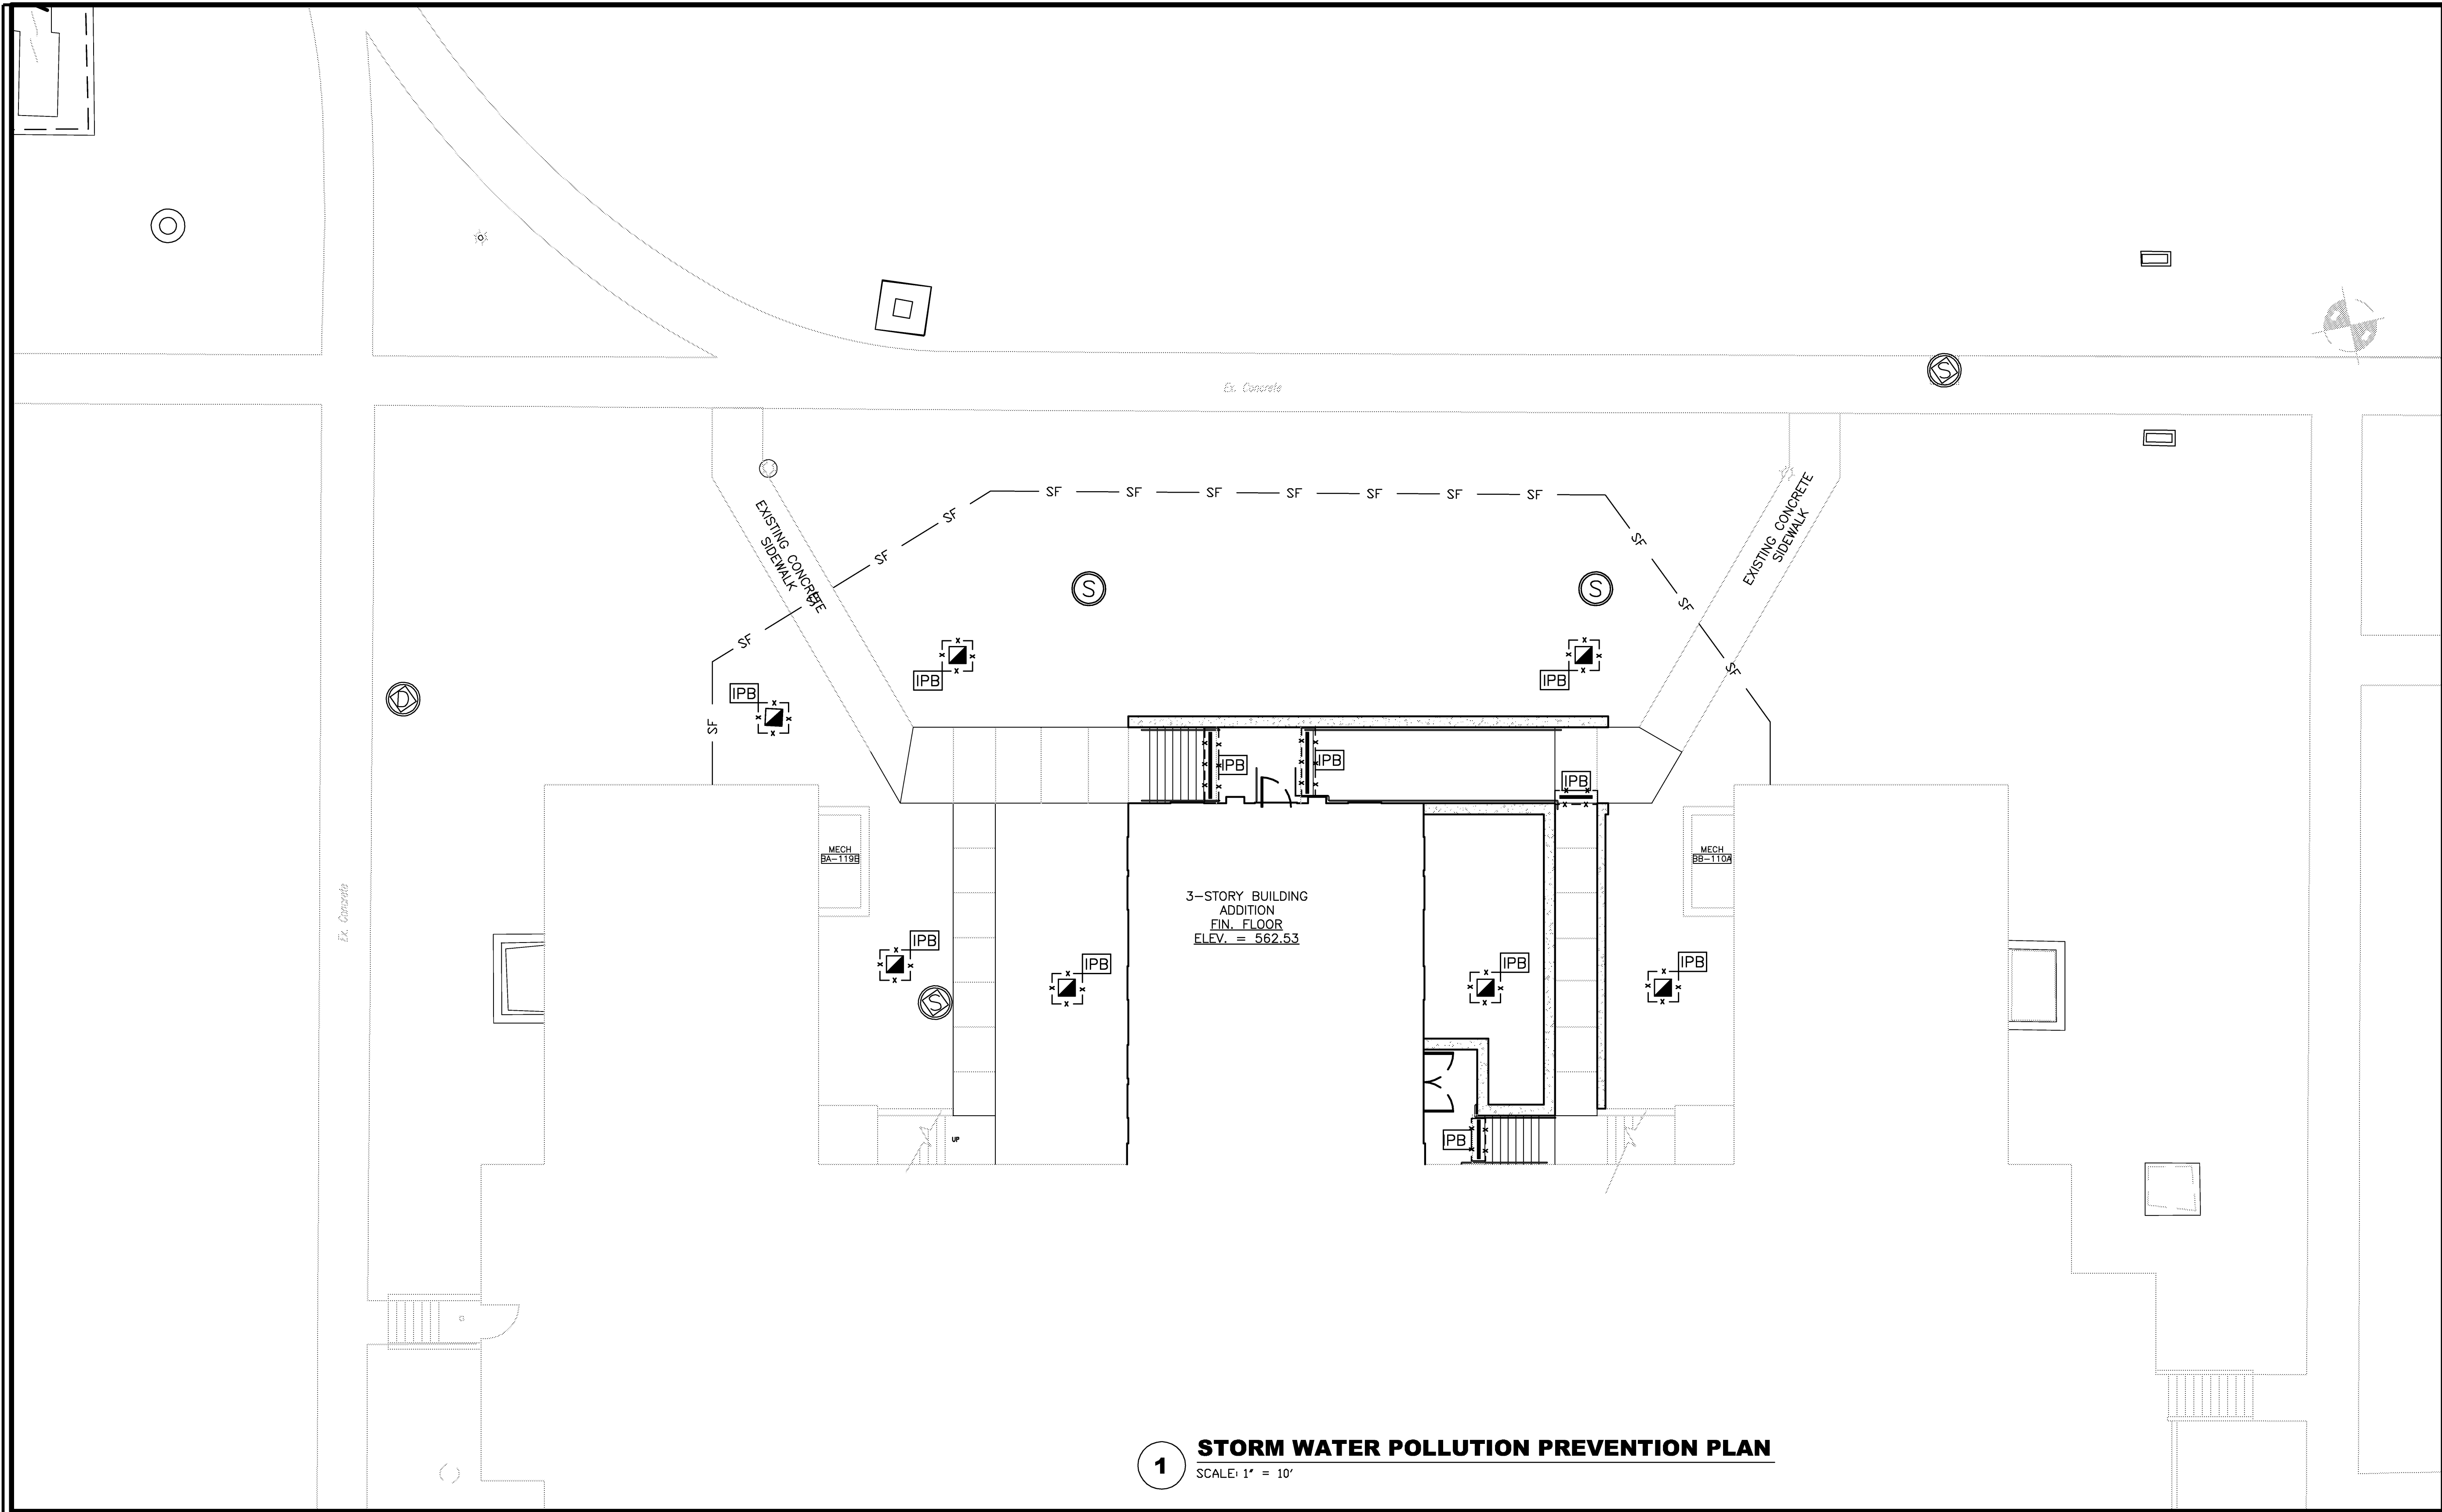 Ex. Concrete
S
SF SF SF SF SF SF SF
SF
SF
SF
SF
SF
SF
SF
SF
EXISTING CONCRETE
SIDEWALK
EXISTING CONCRETE
SIDEWALK
S
S
D
IPB
IPB
IPB
IPB
IPB
IPB
MECH
BA-119B
MECH
BB-110A
Ex. Concrete
3-STORY BUILDING
ADDITION
FIN. FLOOR
ELEV. = 562.53
IPB
IPB
IPB
IPB
S
IPB
UP
1
STORM WATER POLLUTION PREVENTION PLAN
SCALE: 1" = 10'